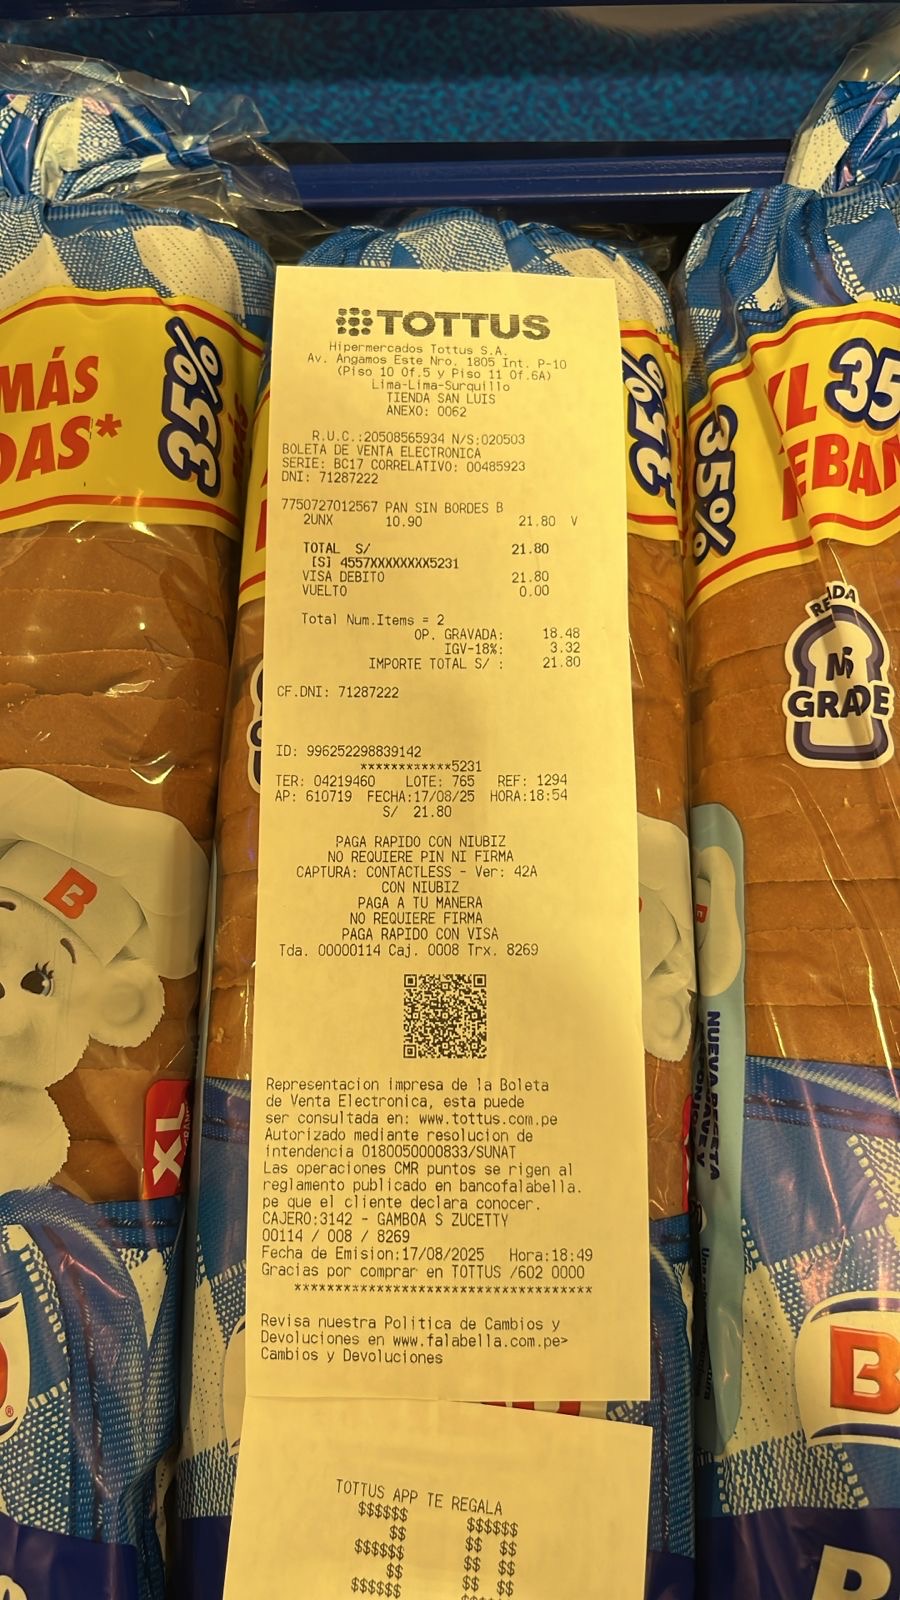 TOTTUS
Hipermercados Tottus S.A.
Av. Angamos Este Nro. 1805 Int. P-10
(Piso 10 Of.5 y Piso 11 Of.6A)
Lima-Lima-Surquillo
TIENDA SAN LUIS
ANEXO: 0062
R.U.C.:20508565934 N/S:020503
BOLETA DE VENTA ELECTRONICA
SERIE: BC17 CORRELATIVO: 00485923
DNI: 71287222
7750727012567 PAN SIN BORDES B
2UNX 10.90 21.80 V
TOTAL S/ 21.80
[S] 4557XXXXXXXX5231
VISA DEBITO 21.80
VUELTO 0.00
Total Num.Items = 2
OP. GRAVADA: 18.48
IGV-18%: 3.32
IMPORTE TOTAL S/ : 21.80
CF.DNI: 71287222
ID: 996252298839142
************5231
TER: 04219460 LOTE: 765 REF: 1294
AP: 610719 FECHA:17/08/25 HORA:18:54
S/ 21.80
PAGA RAPIDO CON NIUBIZ
NO REQUIERE PIN NI FIRMA
CAPTURA: CONTACTLESS - Ver: 42A
CON NIUBIZ
PAGA A TU MANERA
NO REQUIERE FIRMA
PAGA RAPIDO CON VISA
Tda. 00000114 Caj. 0008 Trx. 8269
Representacion impresa de la Boleta
de Venta Electronica, esta puede
ser consultada en: www.tottus.com.pe
Autorizado mediante resolucion de
intendencia 0180050000833/SUNAT
Las operaciones CMR puntos se rigen al
reglamento publicado en bancofalabella.
pe que el cliente declara conocer.
CAJERO:3142 - GAMBOA S ZUCETTY
00114 / 008 / 8269
Fecha de Emision:17/08/2025 Hora:18:49
Gracias por comprar en TOTTUS /602 0000
***********************************
Revisa nuestra Politica de Cambios y
Devoluciones en www.falabella.com.pe>
Cambios y Devoluciones
TOTTUS APP TE REGALA
$$$$$$
$$ $$$$$$
$$$$$$ $$ $$
$$ $$ $$
$$$$$$ $$ $$
MÁS
DAS*
35%
B
XL
35%
XL 35
EBAN
35%
GRANDE
NUEVA RECETA
B